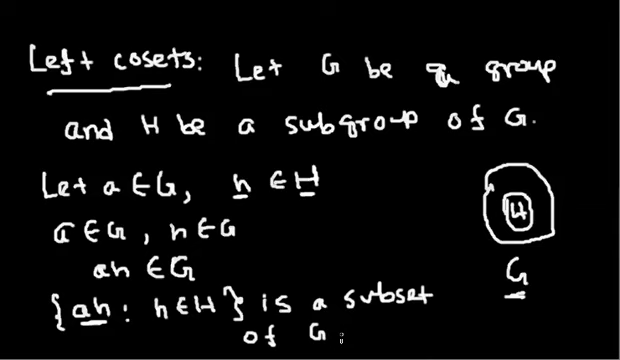 Left cosets: Let G be a group
and H be a subgroup of G.
Let a ∈ G, h ∈ H
a ∈ G, h ∈ G
ah ∈ G
{ah : h ∈ H} is a subset
of G
H
G